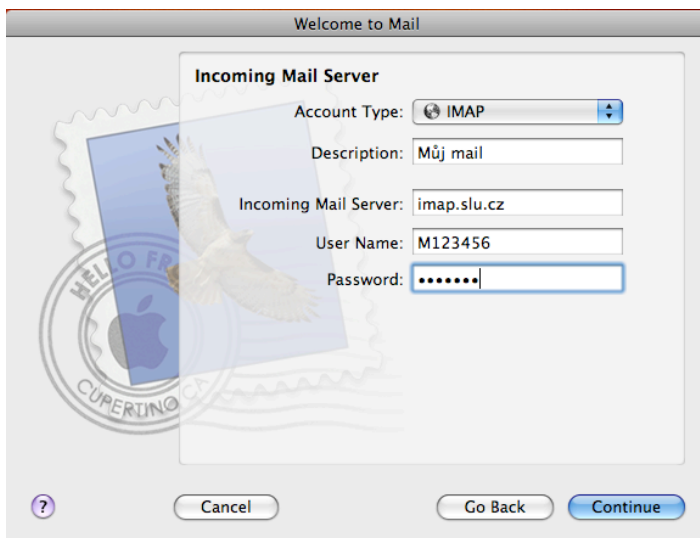 Welcome to Mail
Incoming Mail Server
Account Type: IMAP
Description: Můj mail
Incoming Mail Server: imap.slu.cz
User Name: M123456
Password: •••••••
HELLO FR
CUPERTINO CA
? Cancel Go Back Continue